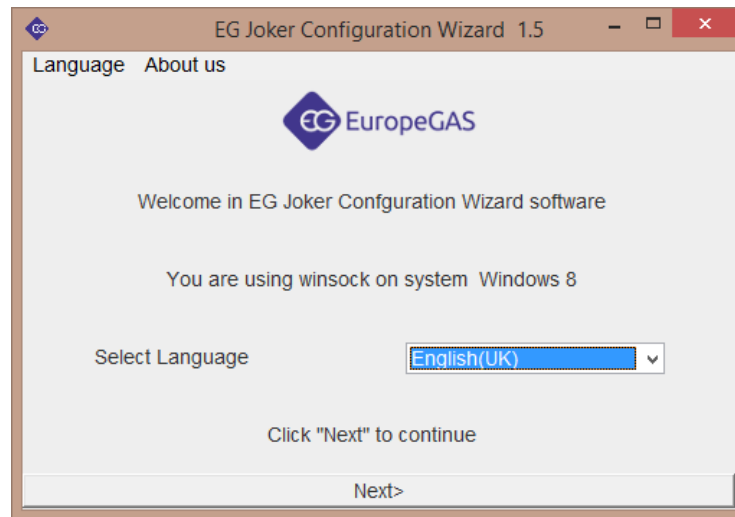 EG Joker Configuration Wizard 1.5
Language About us
EG EuropeGAS
Welcome in EG Joker Confguration Wizard software
You are using winsock on system Windows 8
Select Language English(UK)
Click "Next" to continue
Next>